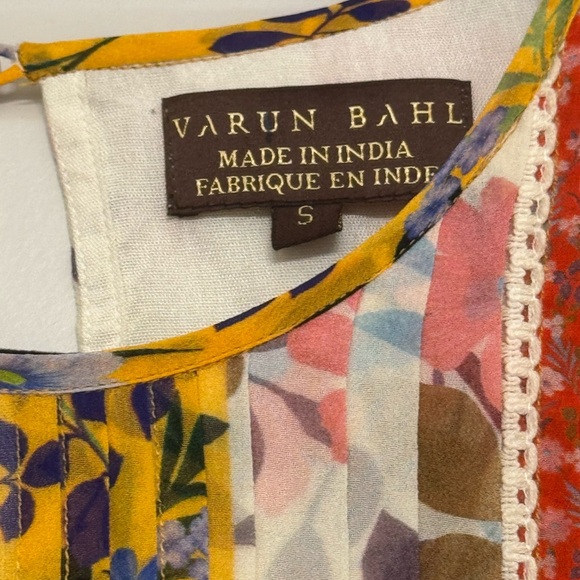 VARUN BAHL
MADE IN INDIA
FABRIQUE EN INDE
S